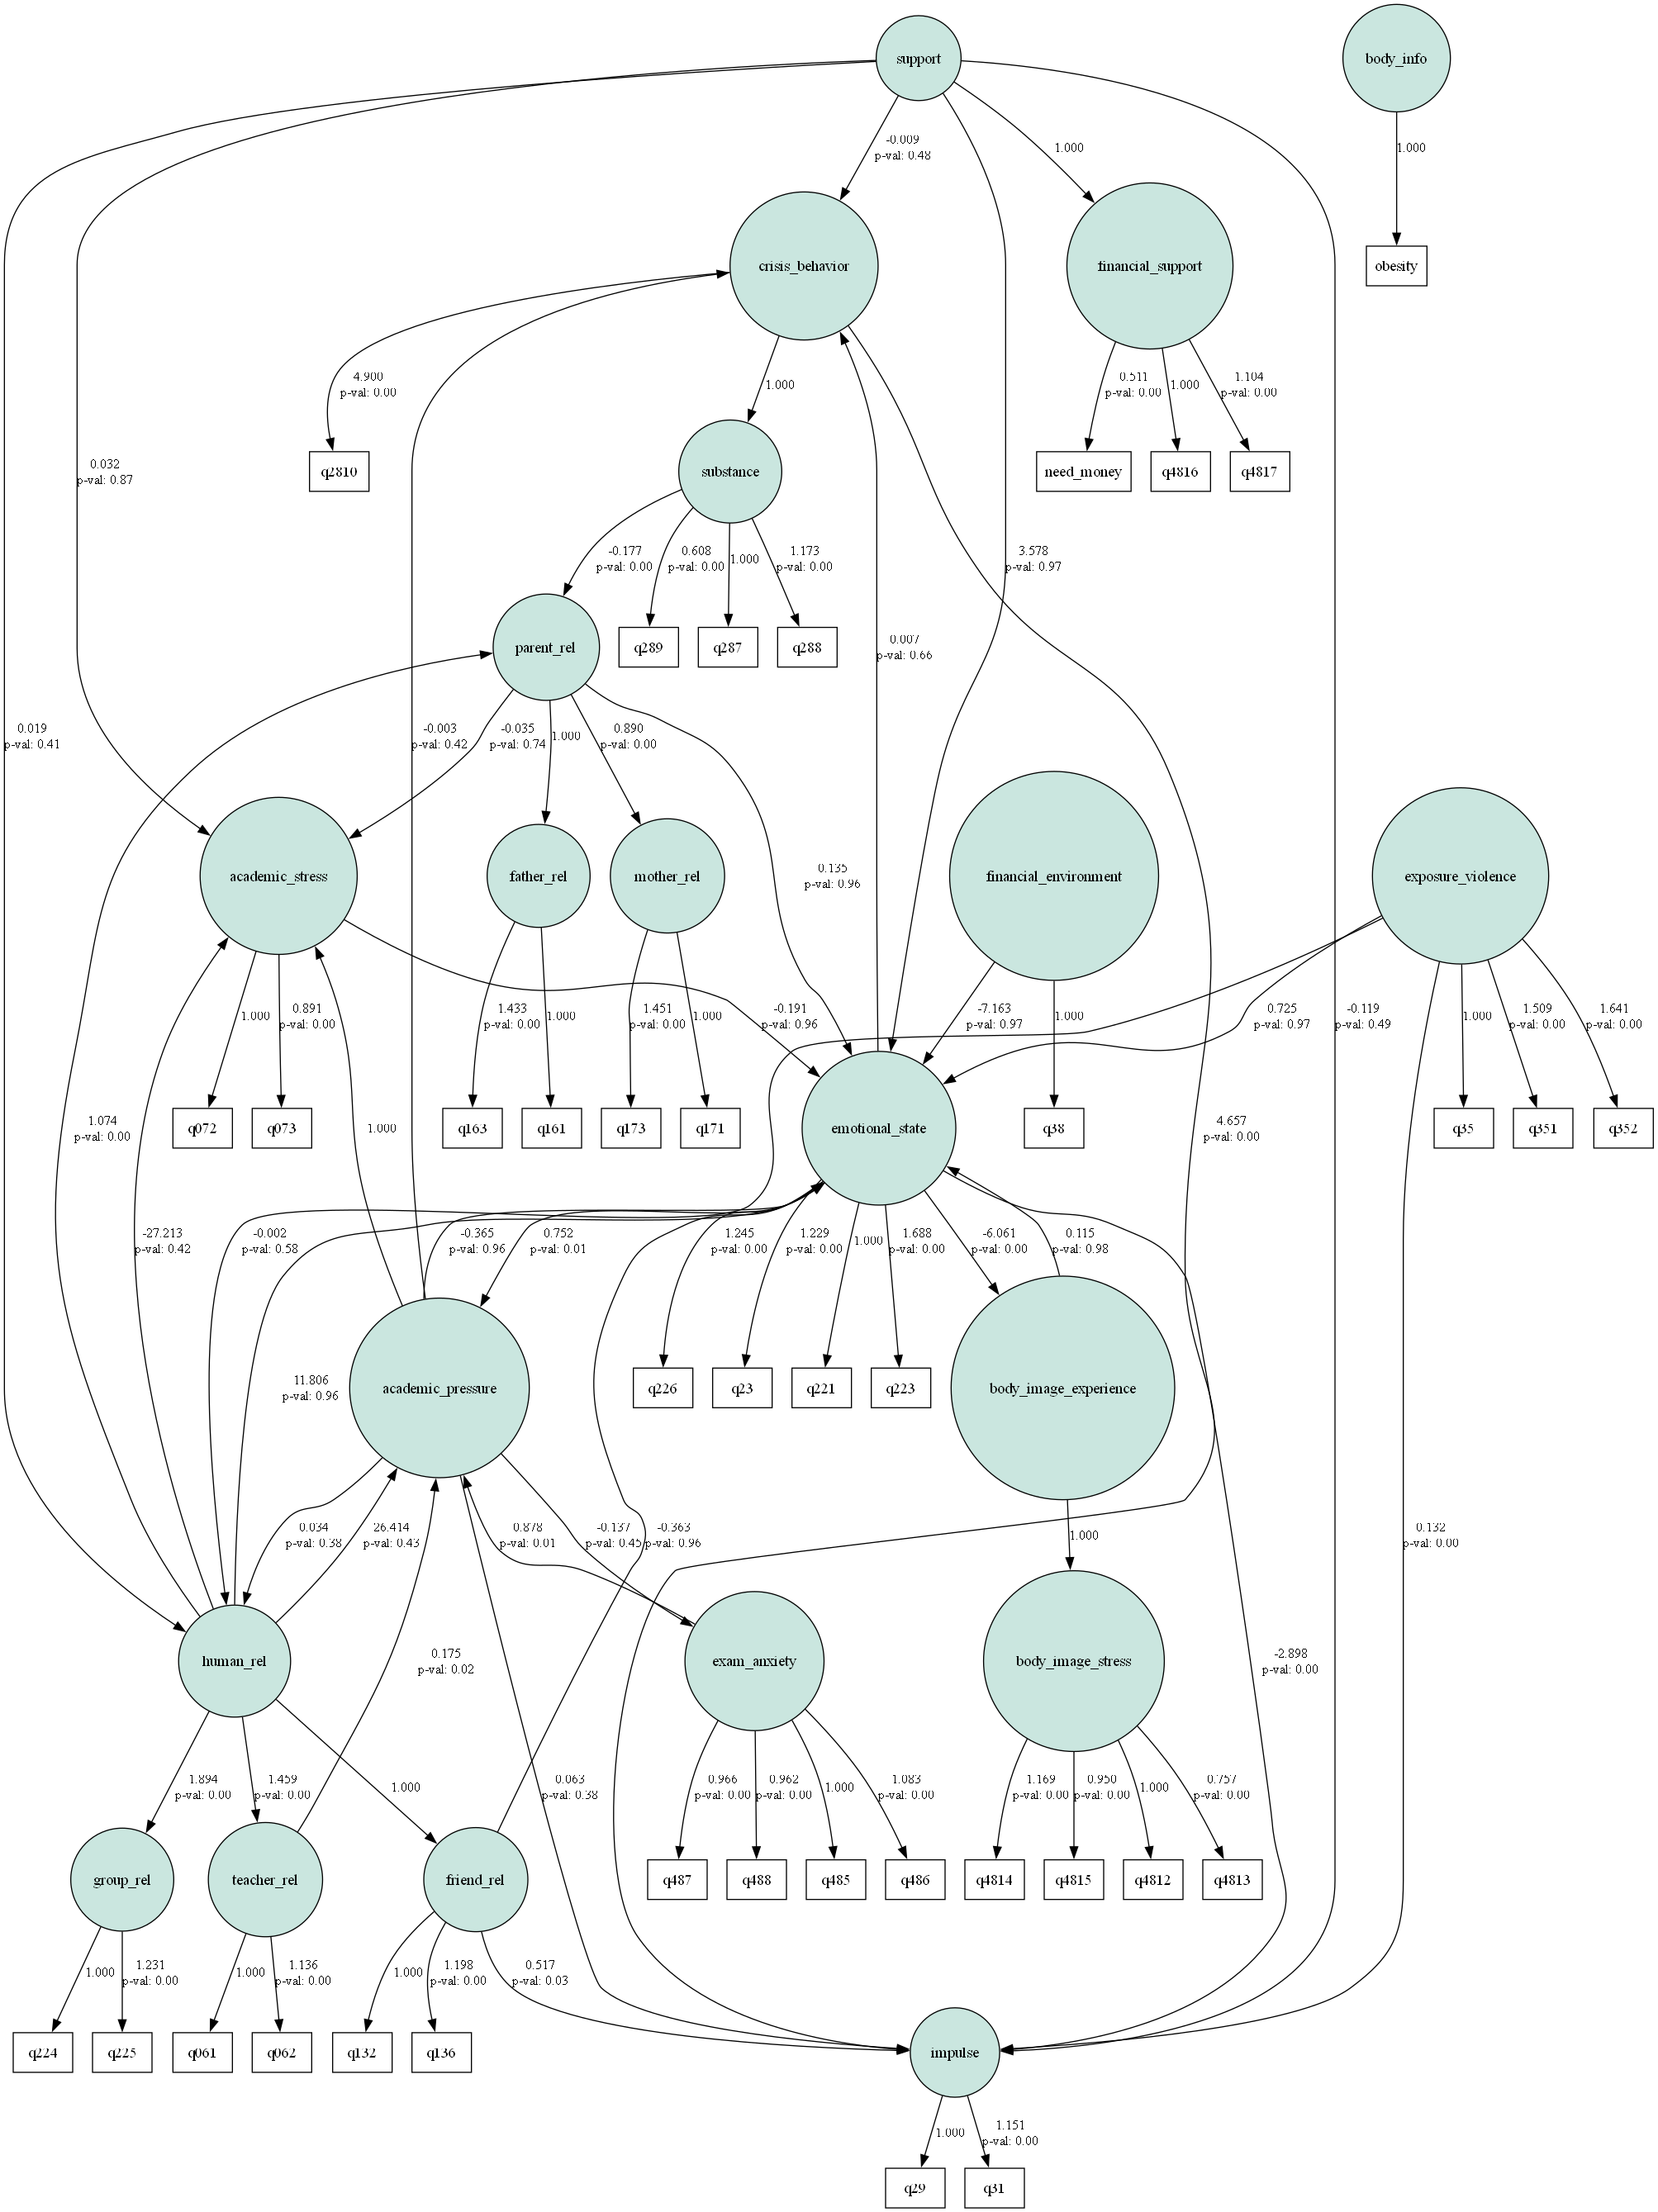 support
body_info
-0.009
p-val: 0.48
1.000
1.000
crisis_behavior
financial_support
obesity
4.900
p-val: 0.00
1.000
0.511
p-val: 0.00
1.000
1.104
p-val: 0.00
0.032
p-val: 0.87
q2810
substance
need_money
q4816
q4817
-0.177
p-val: 0.00
0.608
p-val: 0.00
1.000
1.173
p-val: 0.00
3.578
p-val: 0.97
parent_rel
q289
q287
q288
0.007
p-val: 0.66
0.019
p-val: 0.41
-0.003
p-val: 0.42
-0.035
p-val: 0.74
1.000
0.890
p-val: 0.00
academic_stress
father_rel
mother_rel
0.135
p-val: 0.96
financial_environment
exposure_violence
1.000
0.891
p-val: 0.00
1.433
p-val: 0.00
1.000
1.451
p-val: 0.00
1.000
-0.191
p-val: 0.96
-7.163
p-val: 0.97
1.000
0.725
p-val: 0.97
-0.119
p-val: 0.49
1.000
1.509
p-val: 0.00
1.641
p-val: 0.00
1.074
p-val: 0.00
q072
q073
1.000
q163
q161
q173
q171
emotional_state
q38
4.657
p-val: 0.00
q35
q351
q352
-27.213
p-val: 0.42
-0.002
p-val: 0.58
-0.365
p-val: 0.96
0.752
p-val: 0.01
1.245
p-val: 0.00
1.229
p-val: 0.00
1.000
1.688
p-val: 0.00
-6.061
p-val: 0.00
0.115
p-val: 0.98
11.806
p-val: 0.96
academic_pressure
q226
q23
q221
q223
body_image_experience
0.034
p-val: 0.38
26.414
p-val: 0.43
0.878
p-val: 0.01
-0.137
p-val: 0.45
-0.363
p-val: 0.96
1.000
0.132
p-val: 0.00
human_rel
0.175
p-val: 0.02
exam_anxiety
body_image_stress
-2.898
p-val: 0.00
1.894
p-val: 0.00
1.459
p-val: 0.00
1.000
0.063
p-val: 0.38
0.966
p-val: 0.00
0.962
p-val: 0.00
1.000
1.083
p-val: 0.00
1.169
p-val: 0.00
0.950
p-val: 0.00
1.000
0.757
p-val: 0.00
group_rel
teacher_rel
friend_rel
q487
q488
q485
q486
q4814
q4815
q4812
q4813
1.000
1.231
p-val: 0.00
1.000
1.136
p-val: 0.00
1.000
1.198
p-val: 0.00
0.517
p-val: 0.03
q224
q225
q061
q062
q132
q136
impulse
1.000
1.151
p-val: 0.00
q29
q31